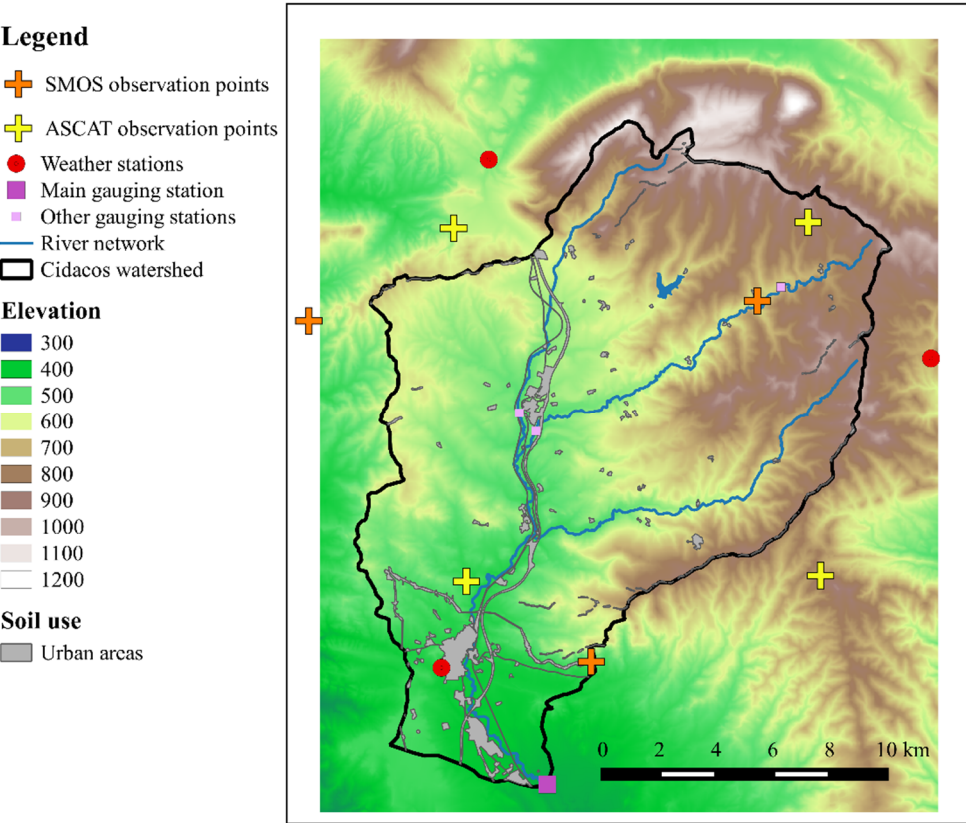 Legend
SMOS observation points
ASCAT observation points
Weather stations
Main gauging station
Other gauging stations
River network
Cidacos watershed
Elevation
300
400
500
600
700
800
900
1000
1100
1200
Soil use
Urban areas
0 2 4 6 8 10 km